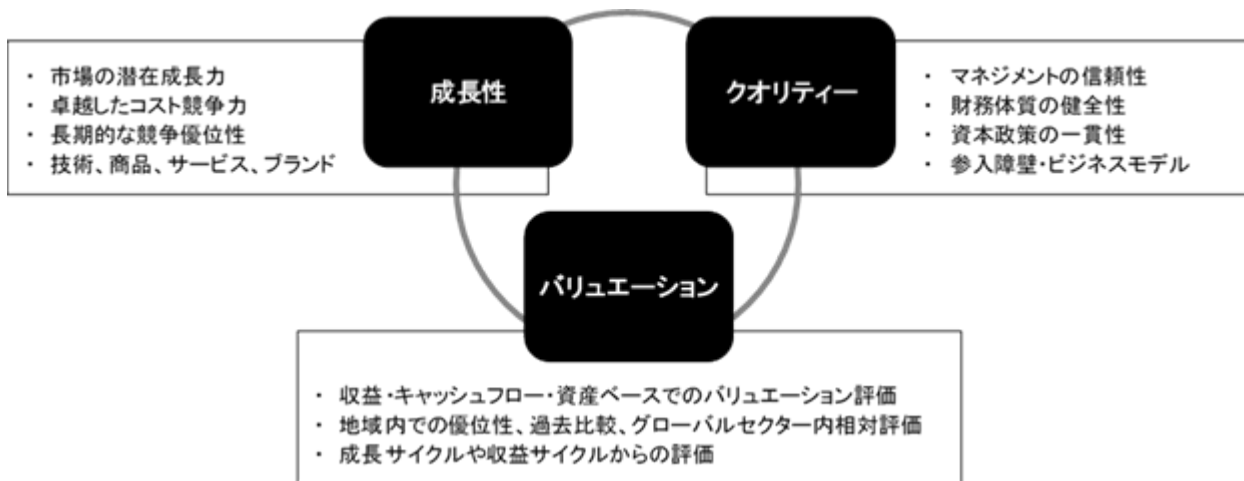 成長性
・ 市場の潜在成長力
・ 卓越したコスト競争力
・ 長期的な競争優位性
・ 技術、商品、サービス、ブランド
クオリティー
・ マネジメントの信頼性
・ 財務体質の健全性
・ 資本政策の一貫性
・ 参入障壁・ビジネスモデル
バリュエーション
・ 収益・キャッシュフロー・資産ベースでのバリュエーション評価
・ 地域内での優位性、過去比較、グローバルセクター内相対評価
・ 成長サイクルや収益サイクルからの評価